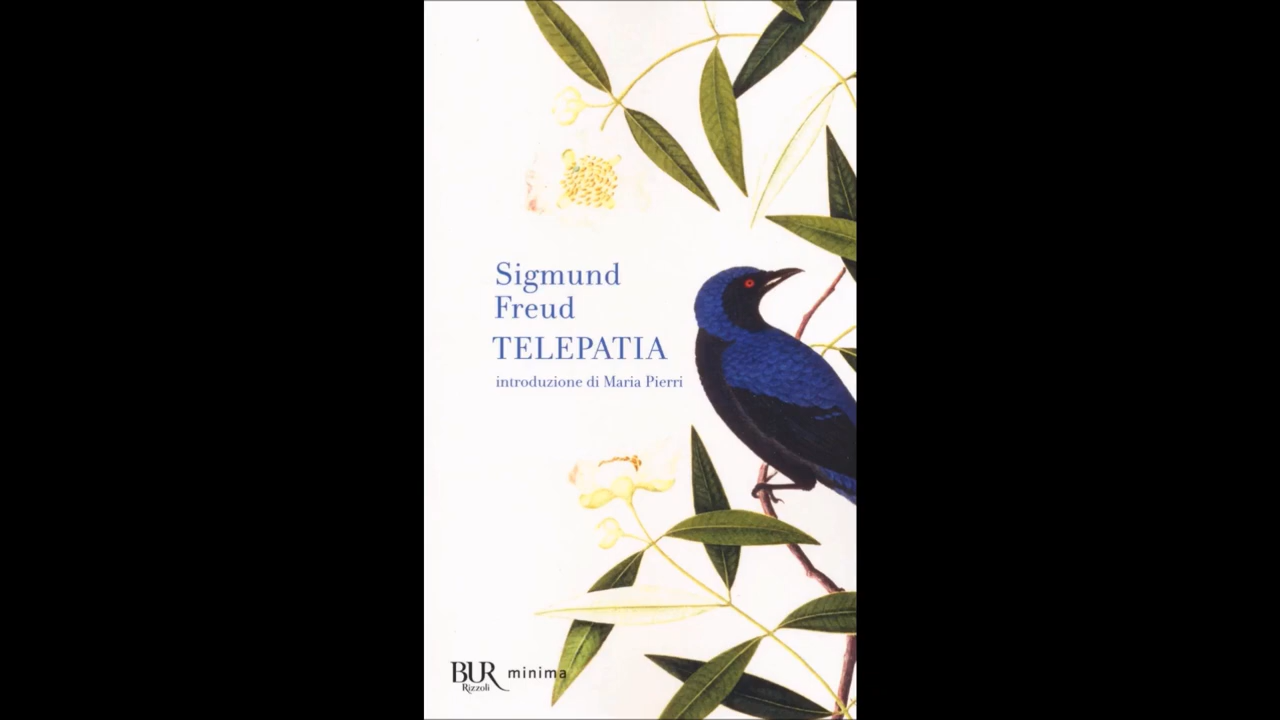 Sigmund
Freud
TELEPATIA
introduzione di Maria Pierri
BUR
Rizzoli
minima